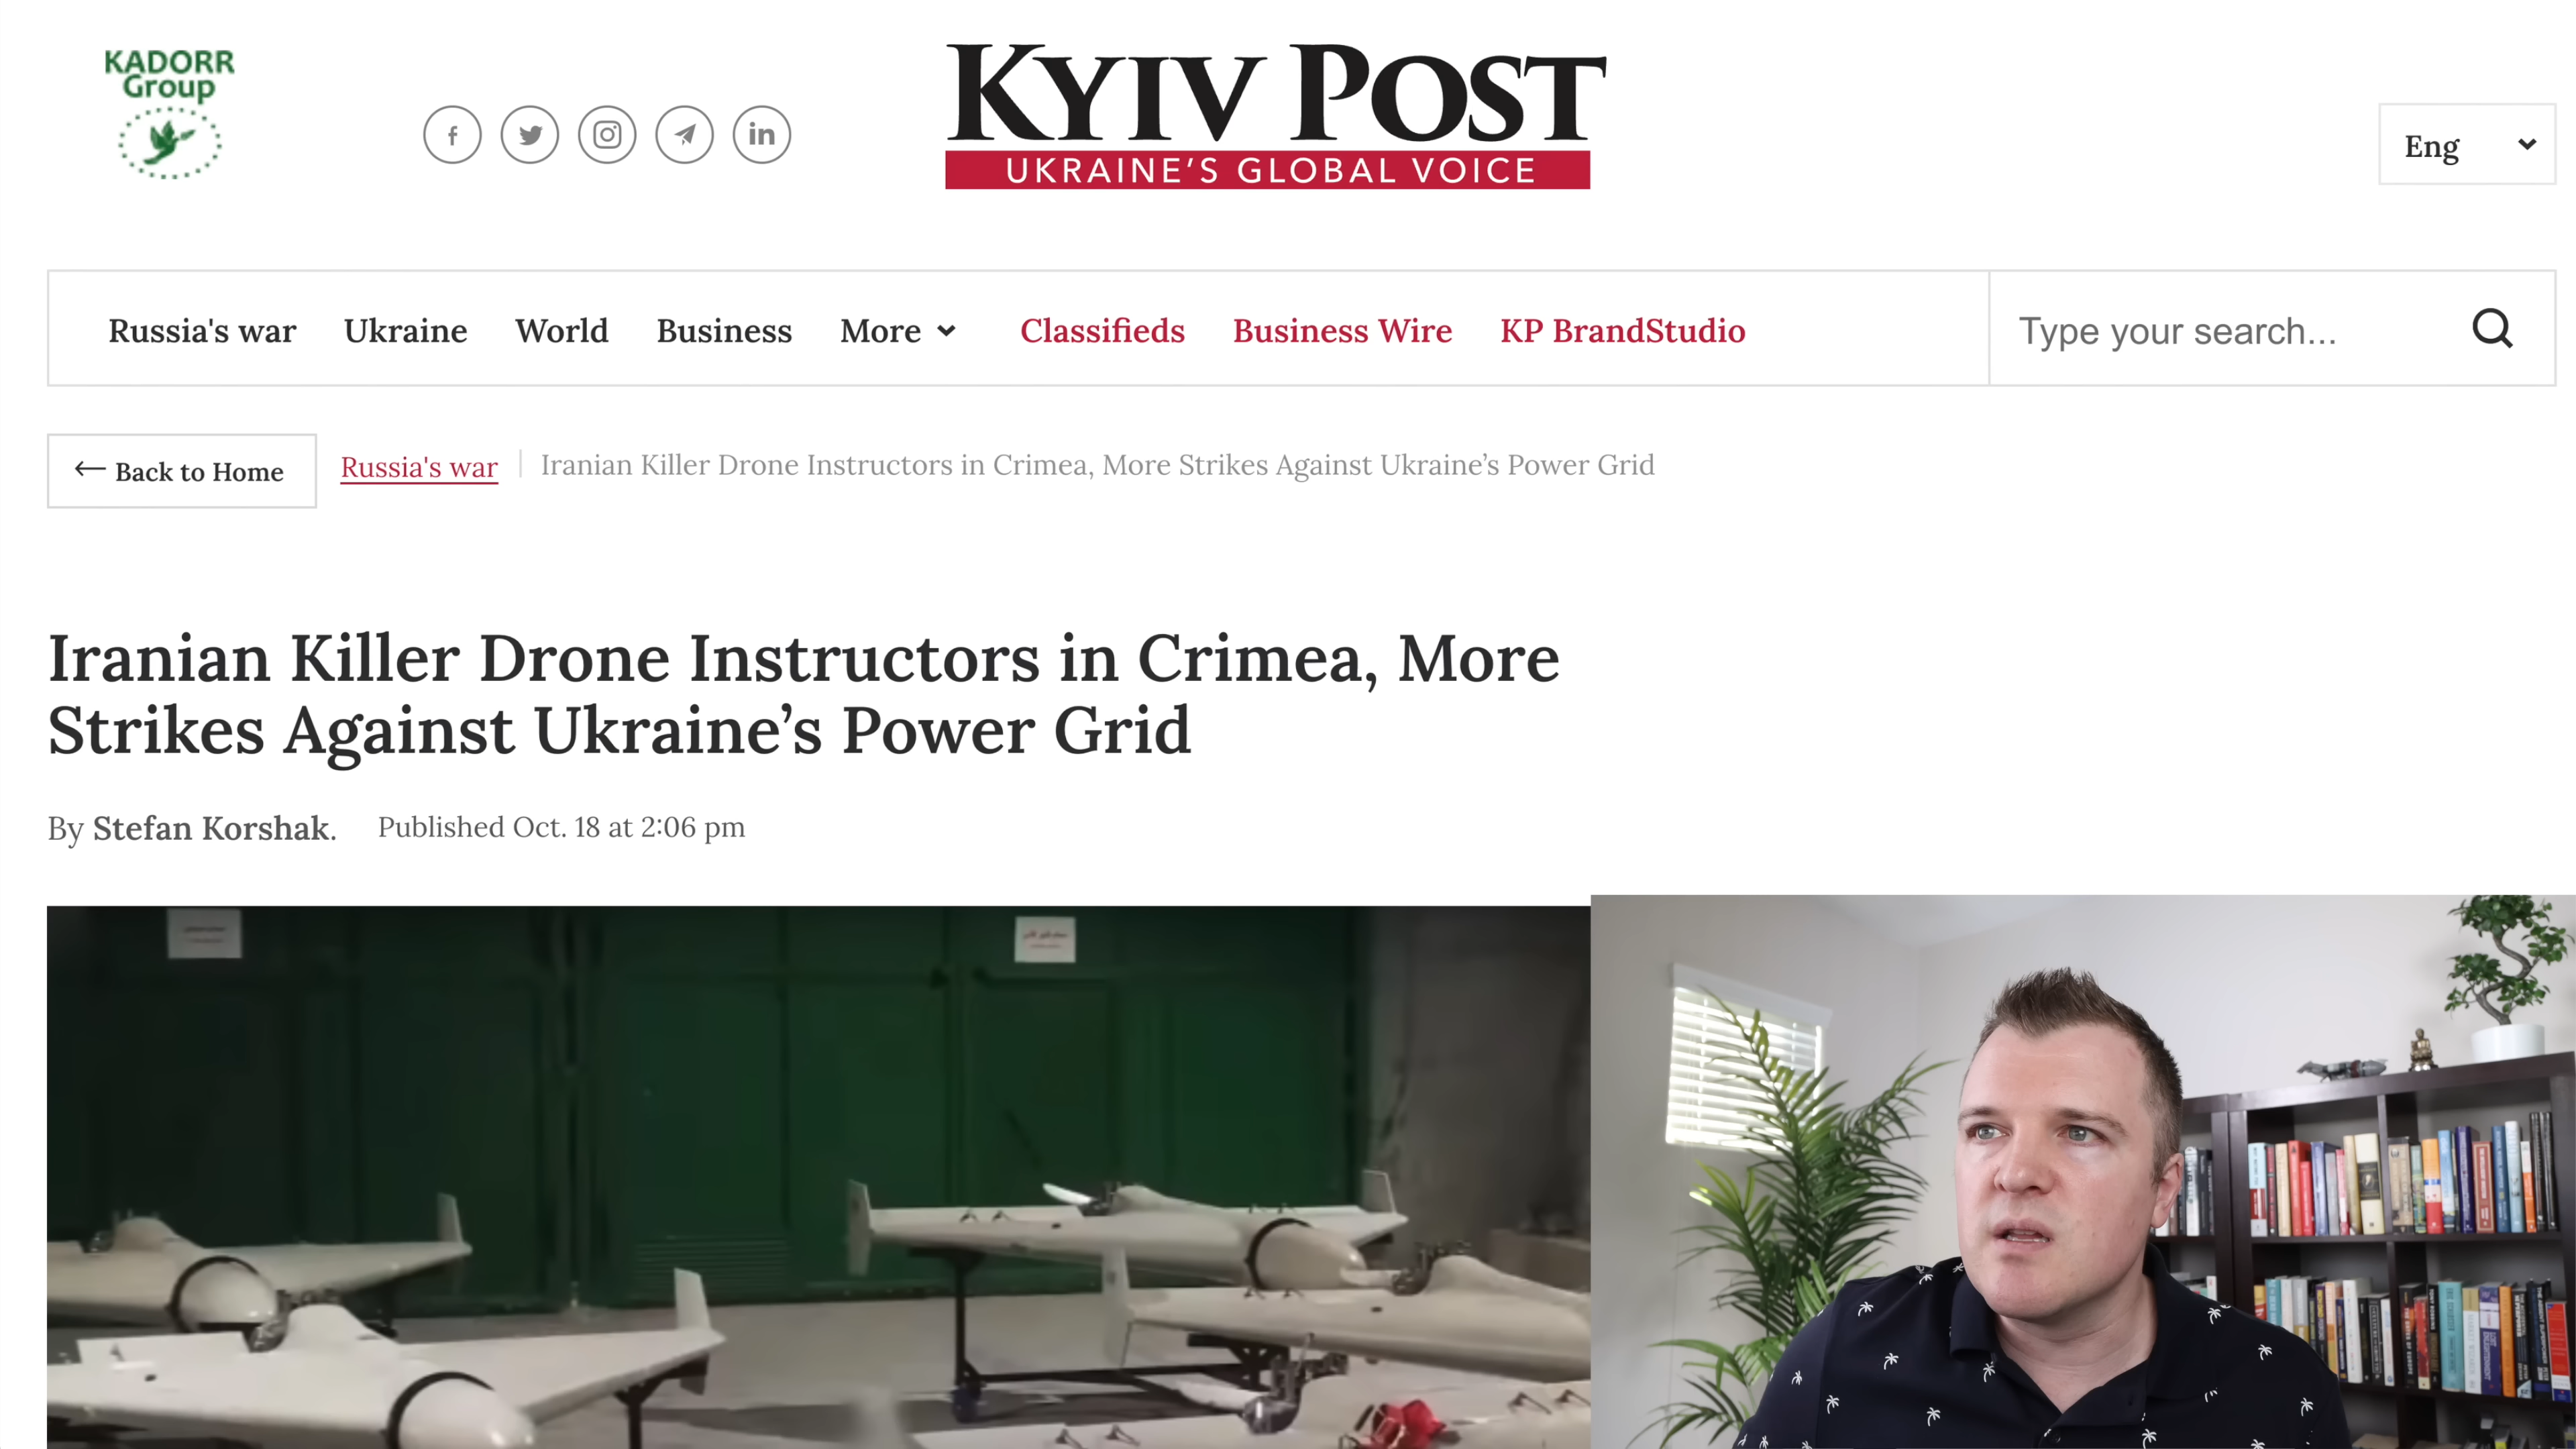 KADORR
Group
KYIV POST
UKRAINE'S GLOBAL VOICE
Eng
Russia's war Ukraine World Business More Classifieds Business Wire KP BrandStudio Type your search...
← Back to Home Russia's war Iranian Killer Drone Instructors in Crimea, More Strikes Against Ukraine’s Power Grid
Iranian Killer Drone Instructors in Crimea, More
Strikes Against Ukraine’s Power Grid
By Stefan Korshak. Published Oct. 18 at 2:06 pm